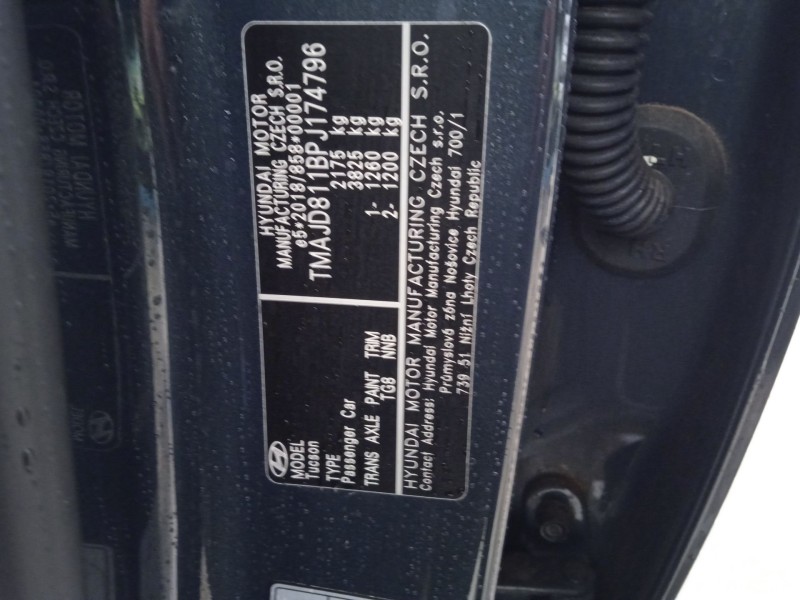 HYUNDAI MOTOR
MANUFACTURING CZECH S.R.O.
e5*2018/858*00001
TMAJD811BPJ174796
2175 kg
3825 kg
1- 1260 kg
2- 1200 kg
MODEL
Tucson
TYPE
Passenger Car
TRANS AXLE PAINT TRIM
TG8 NNB
HYUNDAI MOTOR MANUFACTURING CZECH S.R.O.
Contact Address: Hyundai Motor Manufacturing Czech s.r.o.
Průmyslová zóna Nošovice Hyundai 700/1
739 51 Nižní Lhoty Czech Republic